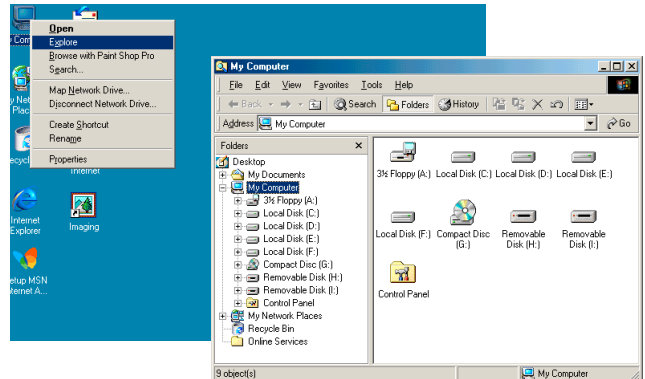 Open
Explore
Browse with Paint Shop Pro
Search...
Map Network Drive...
Disconnect Network Drive...
Create Shortcut
Rename
Properties
Internet
Internet
Explorer
Imaging
My Computer
File Edit View Favorites Tools Help
Back Search Folders History
Address My Computer Go
Folders
Desktop
My Documents
My Computer
3½ Floppy (A:)
Local Disk (C:)
Local Disk (D:)
Local Disk (E:)
Local Disk (F:)
Compact Disc (G:)
Removable Disk (H:)
Removable Disk (I:)
Control Panel
My Network Places
Recycle Bin
Online Services
3½ Floppy (A:) Local Disk (C:) Local Disk (D:) Local Disk (E:)
Local Disk (F:) Compact Disc Removable Removable
(G:) Disk (H:) Disk (I:)
Control Panel
9 object(s) My Computer